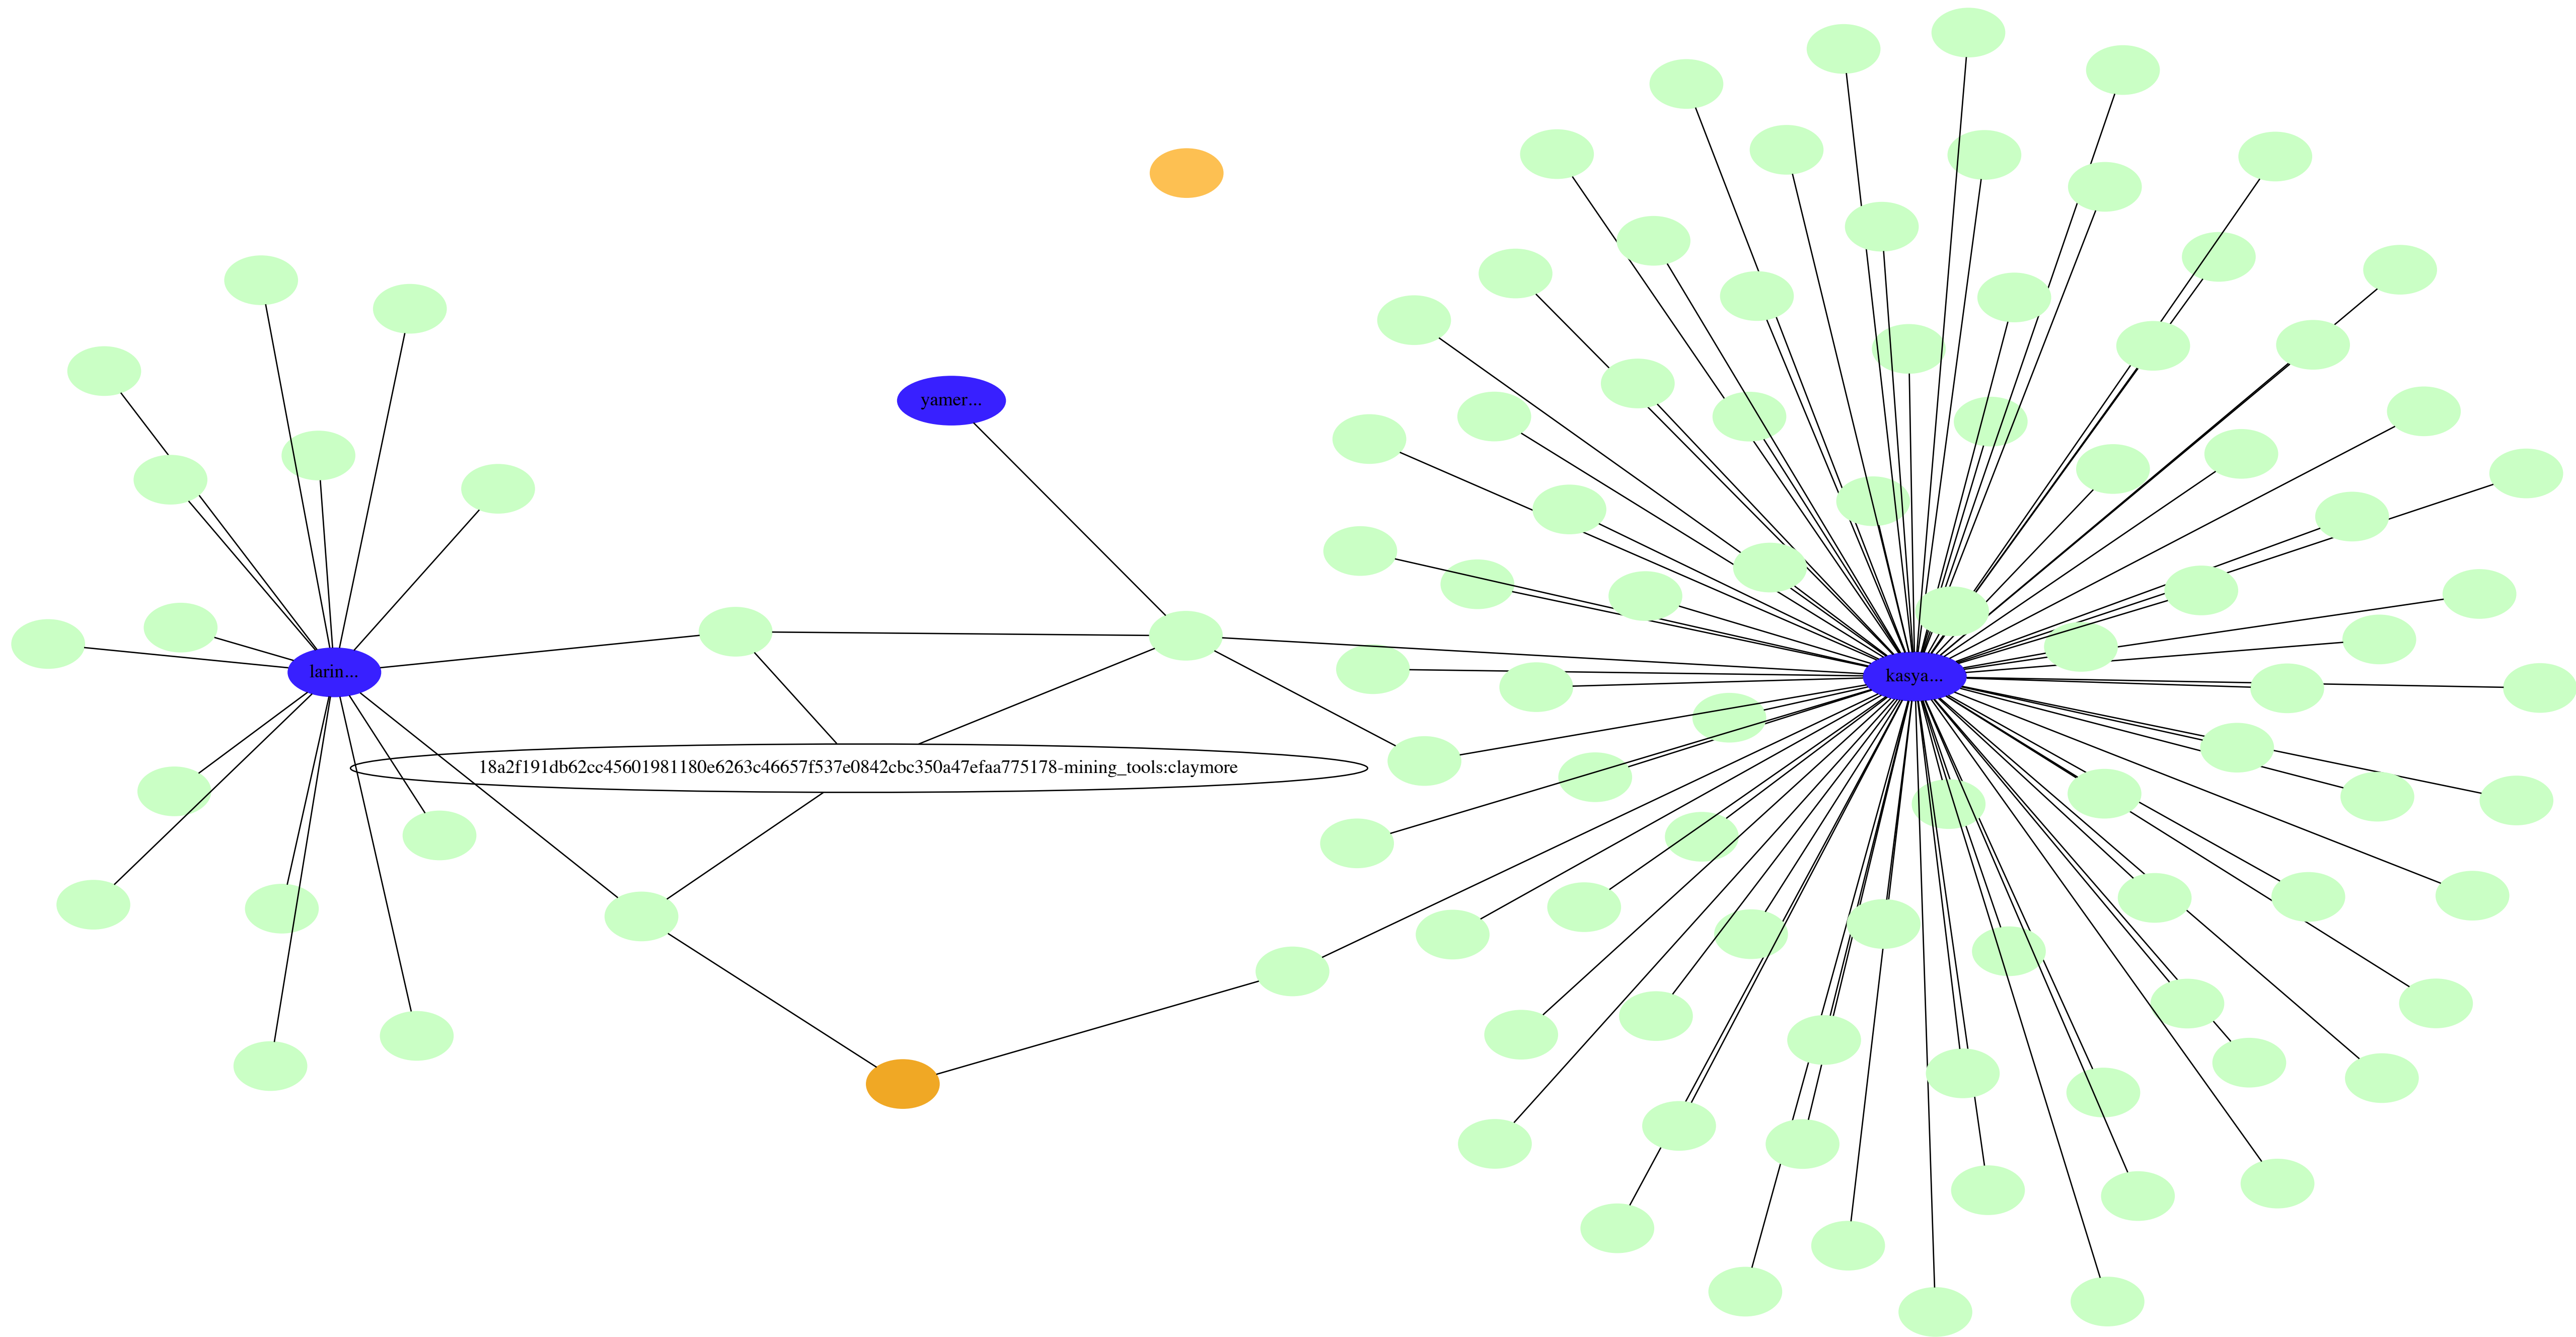 yamer...
larin...
kasya...
18a2f191db62cc45601981180e6263c46657f537e0842cbc350a47efaa775178-mining_tools:claymore